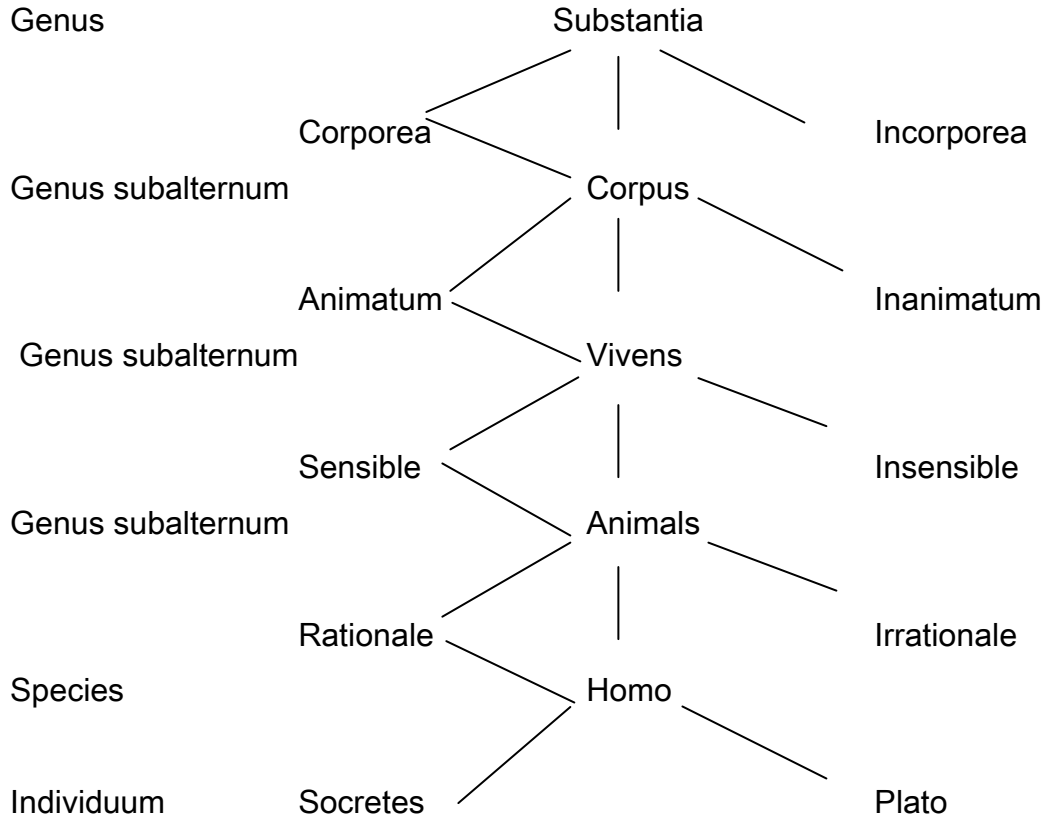 Genus Substantia
Corporea Incorporea
Genus subalternum Corpus
Animatum Inanimatum
Genus subalternum Vivens
Sensible Insensible
Genus subalternum Animals
Rationale Irrationale
Species Homo
Individuum Socretes Plato